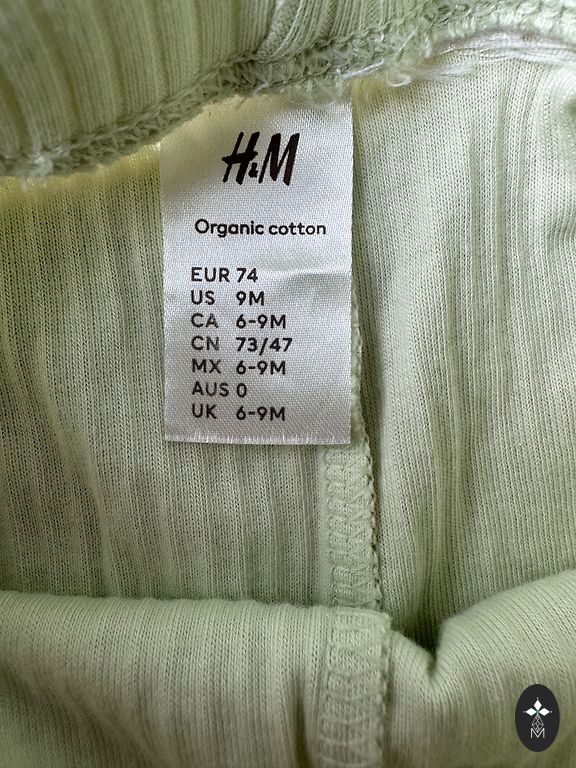 H&M
Organic cotton
EUR 74
US 9M
CA 6-9M
CN 73/47
MX 6-9M
AUS 0
UK 6-9M
M